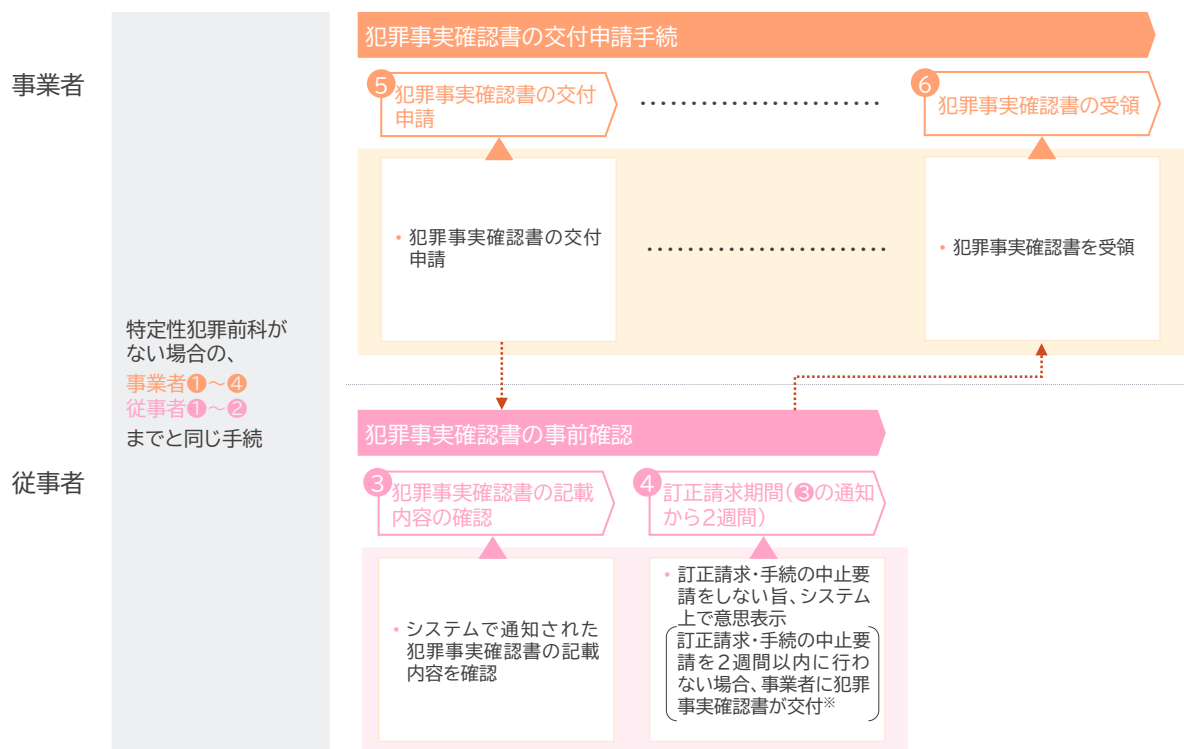 犯罪事実確認書の交付申請手続
事業者
❺
犯罪事実確認書の交付
申請
・・・・・・・・・・・・・・・・・・・・・・・
❻
犯罪事実確認書の受領
• 犯罪事実確認書の交付
申請
・・・・・・・・・・・・・・・・・・・・・・・
• 犯罪事実確認書を受領
特定性犯罪前科が
ない場合の、
事業者❶～❹
従事者❶～❷
までと同じ手続
犯罪事実確認書の事前確認
従事者
❸
犯罪事実確認書の記載
内容の確認
❹
訂正請求期間(❸の通知
から2週間)
• システムで通知された
犯罪事実確認書の記載
内容を確認
• 訂正請求・手続の中止要
請をしない旨、システム
上で意思表示
訂正請求・手続の中止要
請を2週間以内に行わ
ない場合、事業者に犯罪
事実確認書が交付※